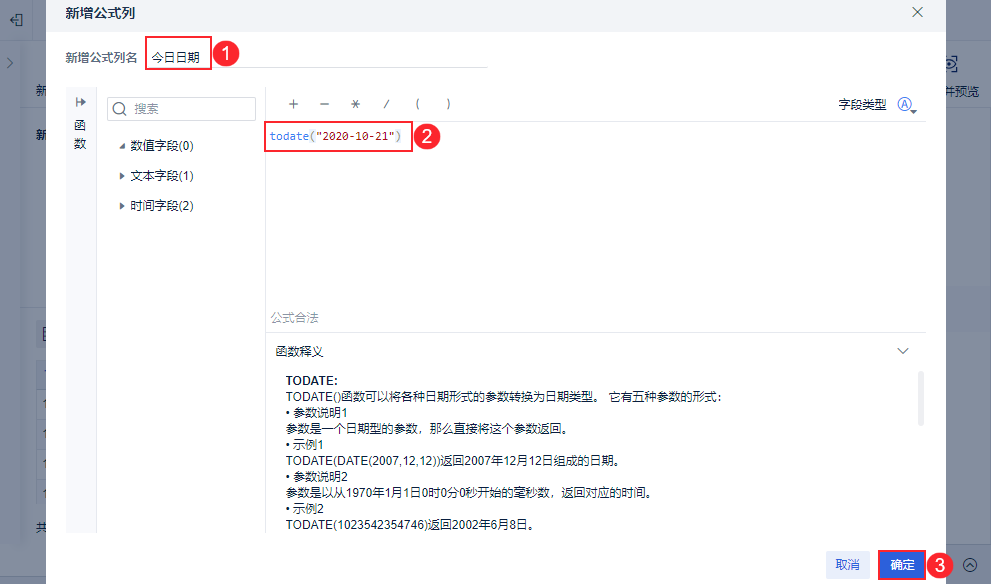 新增公式列
新增公式列名 今日日期 1
新
并预览
函数
搜索
+ - * / ( )
字段类型 A
新
todate("2020-10-21") 2
数值字段(0)
文本字段(1)
时间字段(2)
公式合法
函数释义
TODATE:
TODATE()函数可以将各种日期形式的参数转换为日期类型。 它有五种参数的形式:
• 参数说明1
参数是一个日期型的参数，那么直接将这个参数返回。
• 示例1
TODATE(DATE(2007,12,12))返回2007年12月12日组成的日期。
• 参数说明2
参数是以从1970年1月1日0时0分0秒开始的毫秒数，返回对应的时间。
• 示例2
TODATE(1023542354746)返回2002年6月8日。
共
取消 确定 3